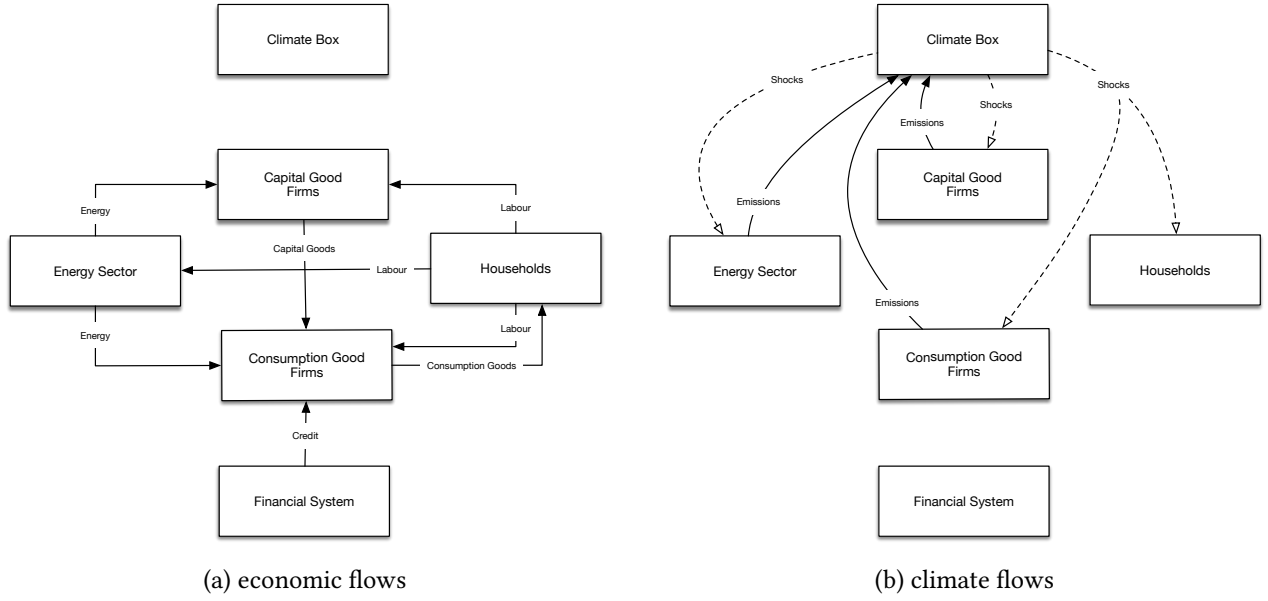 Climate Box
Capital Good
Firms
Energy
Labour
Capital Goods
Energy Sector
Labour
Households
Energy
Labour
Consumption Good
Firms
Consumption Goods
Credit
Financial System
(a) economic flows
Climate Box
Shocks
Shocks
Shocks
Emissions
Capital Good
Firms
Emissions
Energy Sector
Households
Emissions
Consumption Good
Firms
Financial System
(b) climate flows